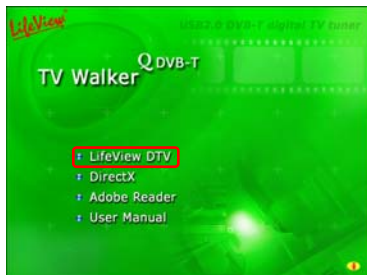 LifeView
USB2.0 DVB-T digital TV tuner
TV Walker Q DVB-T
LifeView DTV
DirectX
Adobe Reader
User Manual